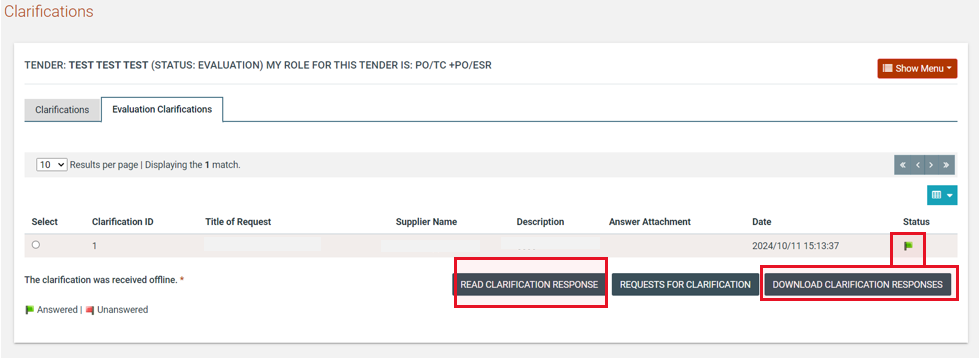 Clarifications
TENDER: TEST TEST TEST (STATUS: EVALUATION) MY ROLE FOR THIS TENDER IS: PO/TC +PO/ESR
Show Menu
Clarifications
Evaluation Clarifications
10 Results per page | Displaying the 1 match.
« ‹ › »
Select Clarification ID Title of Request Supplier Name Description Answer Attachment Date Status
1 2024/10/11 15:13:37
The clarification was received offline. *
READ CLARIFICATION RESPONSE REQUESTS FOR CLARIFICATION DOWNLOAD CLARIFICATION RESPONSES
Answered | Unanswered